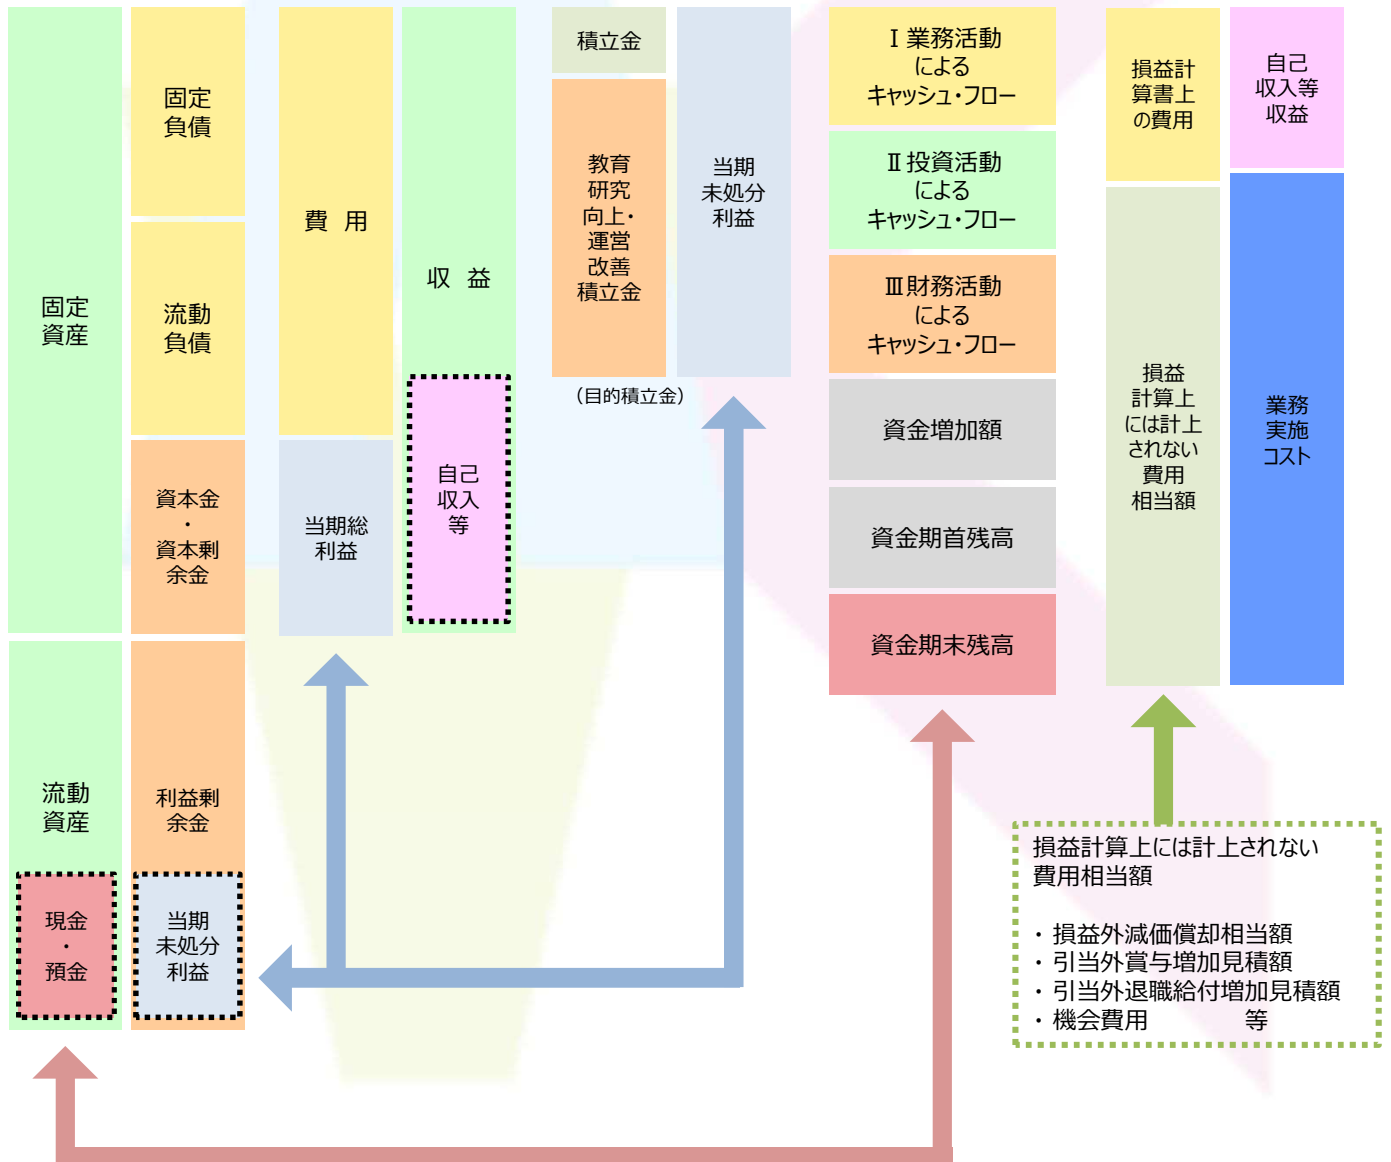 固定
資産
流動
資産
現金
・
預金
固定
負債
流動
負債
資本金
・
資本剰
余金
利益剰
余金
当期
未処分
利益
費 用
当期総
利益
収 益
自己
収入
等
積立金
教育
研究
向上・
運営
改善
積立金
（目的積立金）
当期
未処分
利益
Ⅰ業務活動
による
キャッシュ・フロー
Ⅱ投資活動
による
キャッシュ・フロー
Ⅲ財務活動
による
キャッシュ・フロー
資金増加額
資金期首残高
資金期末残高
損益計
算書上
の費用
損益
計算上
には計上
されない
費用
相当額
自己
収入等
収益
業務
実施
コスト
損益計算上には計上されない
費用相当額
・損益外減価償却相当額
・引当外賞与増加見積額
・引当外退職給付増加見積額
・機会費用　　　　等